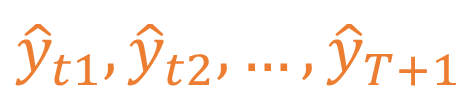 ŷ_{t1}, ŷ_{t2}, …, ŷ_{T+1}